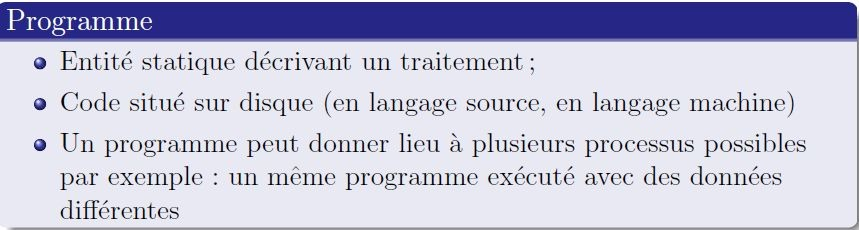 Programme
Entité statique décrivant un traitement ;
Code situé sur disque (en langage source, en langage machine)
Un programme peut donner lieu à plusieurs processus possibles
par exemple : un même programme exécuté avec des données
différentes